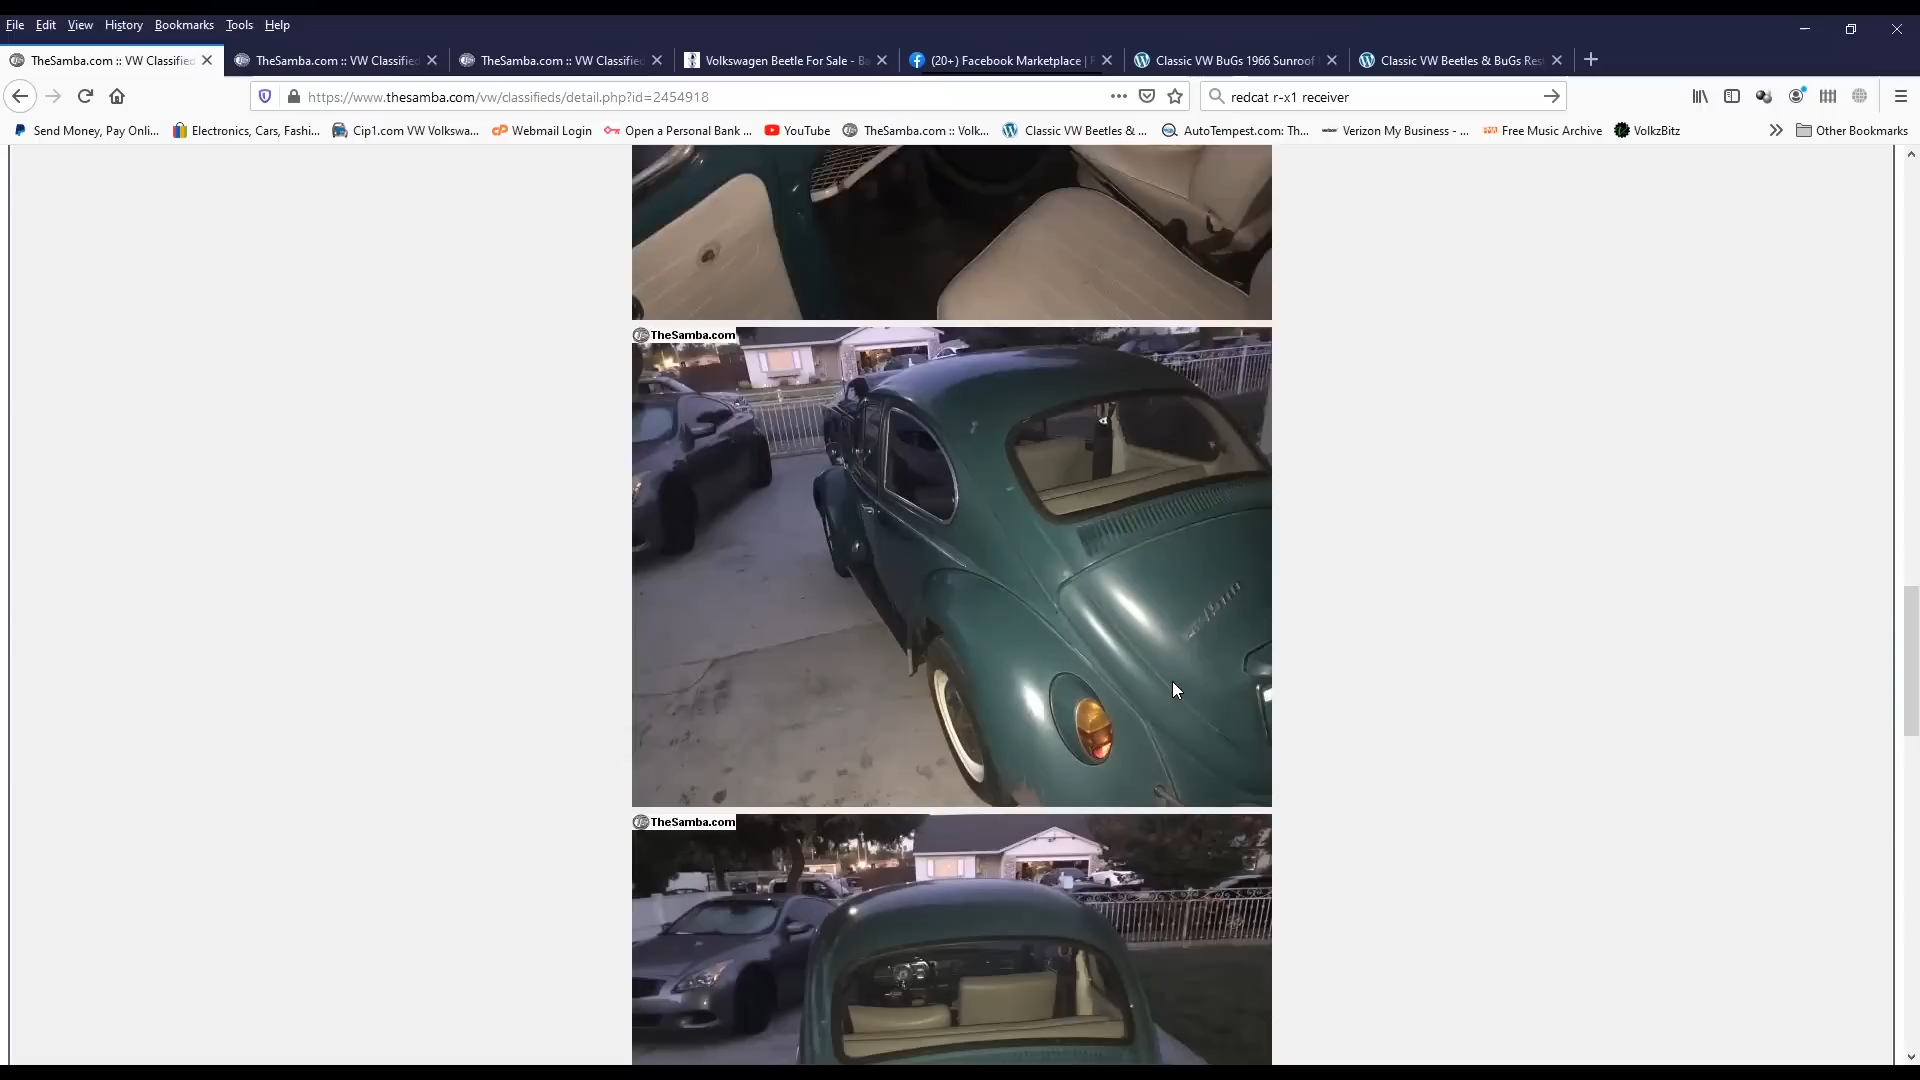 File Edit View History Bookmarks Tools Help
TheSamba.com :: VW Classified TheSamba.com :: VW Classified TheSamba.com :: VW Classified Volkswagen Beetle For Sale - Ba (20+) Facebook Marketplace | Classic VW BuGs 1966 Sunroof Classic VW Beetles & BuGs Res
https://www.thesamba.com/vw/classifieds/detail.php?id=2454918 redcat r-x1 receiver
Send Money, Pay Onli... Electronics, Cars, Fashi... Cip1.com VW Volkswa... Webmail Login Open a Personal Bank ... YouTube TheSamba.com :: Volk... Classic VW Beetles & ... AutoTempest.com: Th... Verizon My Business - ... Free Music Archive VolkzBitz Other Bookmarks
TheSamba.com
TheSamba.com